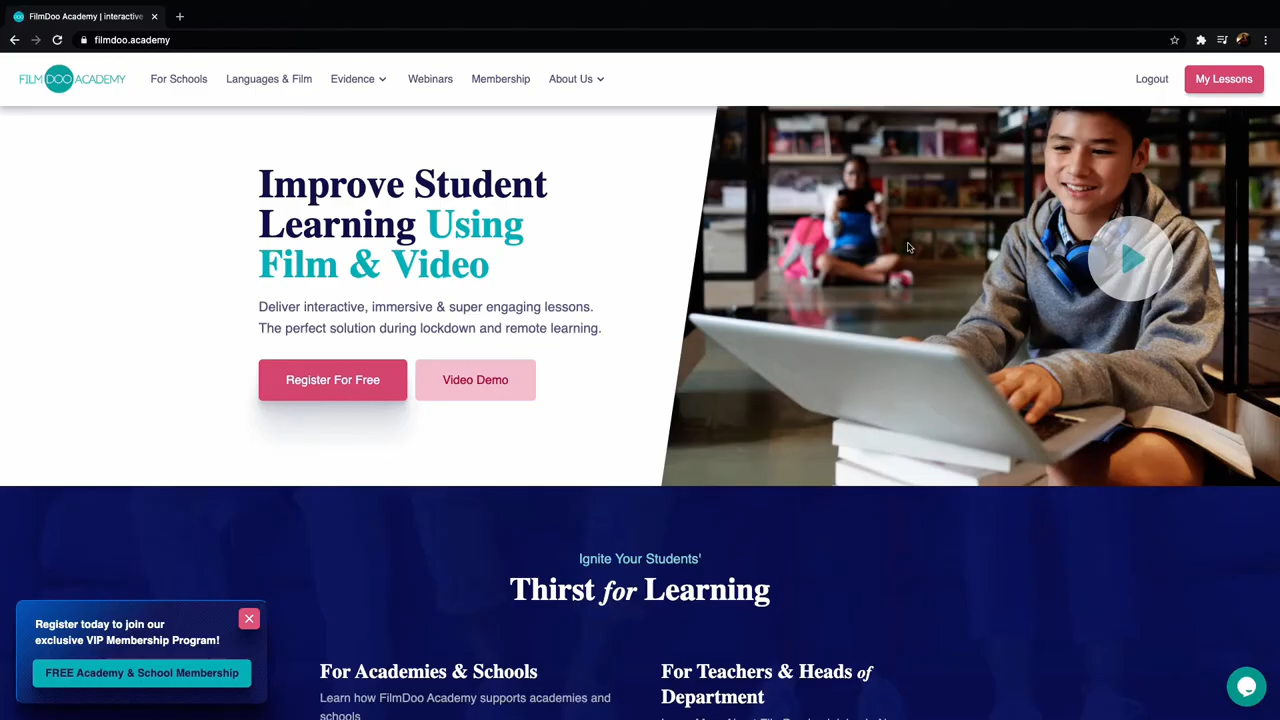 FilmDoo Academy | interactive
filmdoo.academy
FILM DOO ACADEMY
For Schools
Languages & Film
Evidence
Webinars
Membership
About Us
Logout
My Lessons
Improve Student
Learning Using
Film & Video
Deliver interactive, immersive & super engaging lessons.
The perfect solution during lockdown and remote learning.
Register For Free
Video Demo
Ignite Your Students'
Thirst for Learning
Register today to join our
exclusive VIP Membership Program!
FREE Academy & School Membership
For Academies & Schools
Learn how FilmDoo Academy supports academies and
schools
For Teachers & Heads of
Department